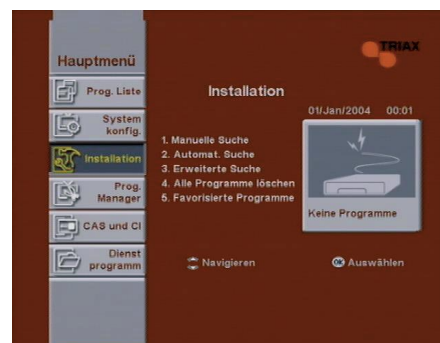 Hauptmenü
Prog. Liste
System
konfig.
Installation
Prog.
Manager
CAS und CI
Dienst
programm
TRIAX
Installation
01/Jan/2004 00:01
1. Manuelle Suche
2. Automat. Suche
3. Erweiterte Suche
4. Alle Programme löschen
5. Favorisierte Programme
Keine Programme
Navigieren
OK Auswählen